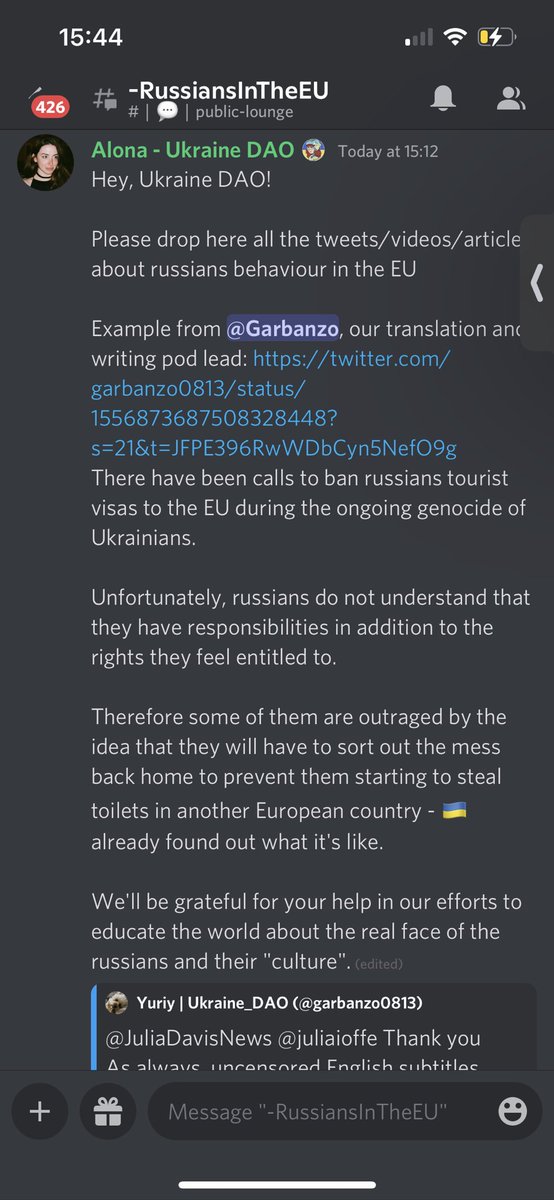 15:44
426
-RussiansInTheEU
# | 💬 | public-lounge
Alona - Ukraine DAO Today at 15:12
Hey, Ukraine DAO!
Please drop here all the tweets/videos/article
about russians behaviour in the EU
Example from @Garbanzo, our translation and
writing pod lead: https://twitter.com/
garbanzo0813/status/
1556873687508328448?
s=21&t=JFPE396RwWDbCyn5NefO9g
There have been calls to ban russians tourist
visas to the EU during the ongoing genocide of
Ukrainians.
Unfortunately, russians do not understand that
they have responsibilities in addition to the
rights they feel entitled to.
Therefore some of them are outraged by the
idea that they will have to sort out the mess
back home to prevent them starting to steal
toilets in another European country - 🇺🇦
already found out what it's like.
We'll be grateful for your help in our efforts to
educate the world about the real face of the
russians and their "culture". (edited)
Yuriy | Ukraine_DAO (@garbanzo0813)
@JuliaDavisNews @juliaioffe Thank you
As always, uncensored English subtitles
Message "-RussiansInTheEU"